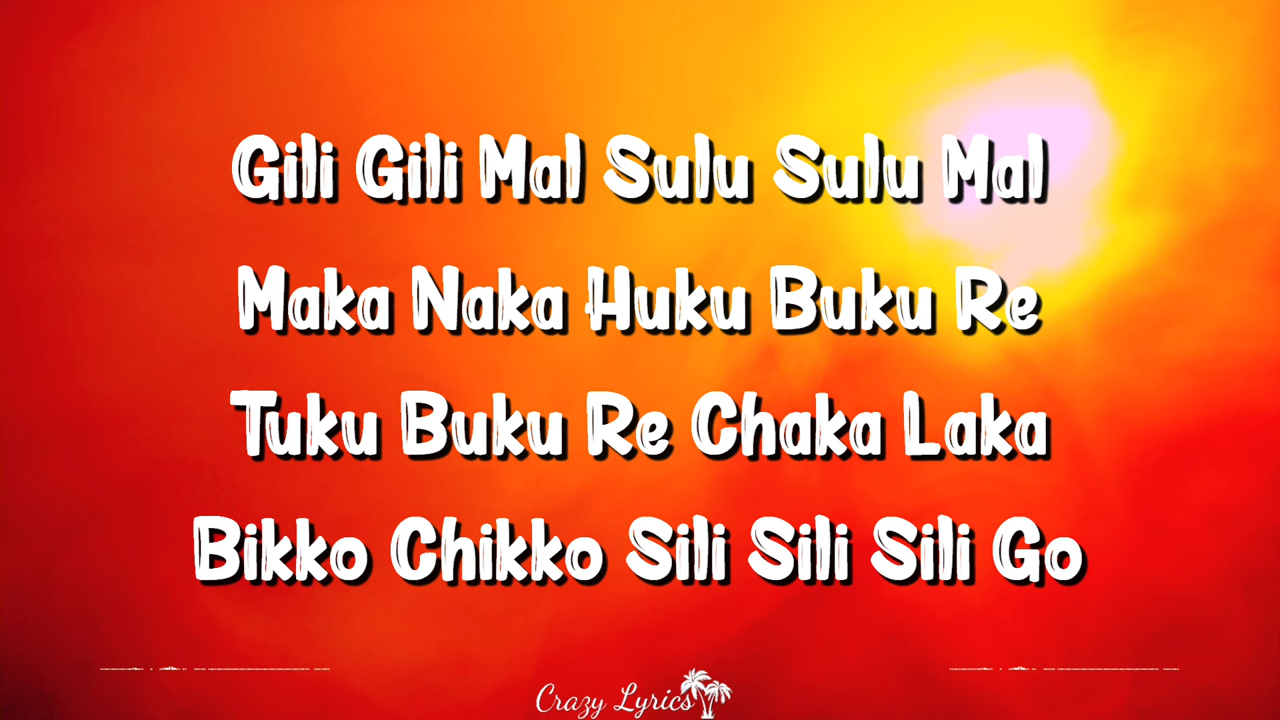 Gili Gili Mal Sulu Sulu Mal
Maka Naka Huku Buku Re
Tuku Buku Re Chaka Laka
Bikko Chikko Sili Sili Sili Go
Crazy Lyrics